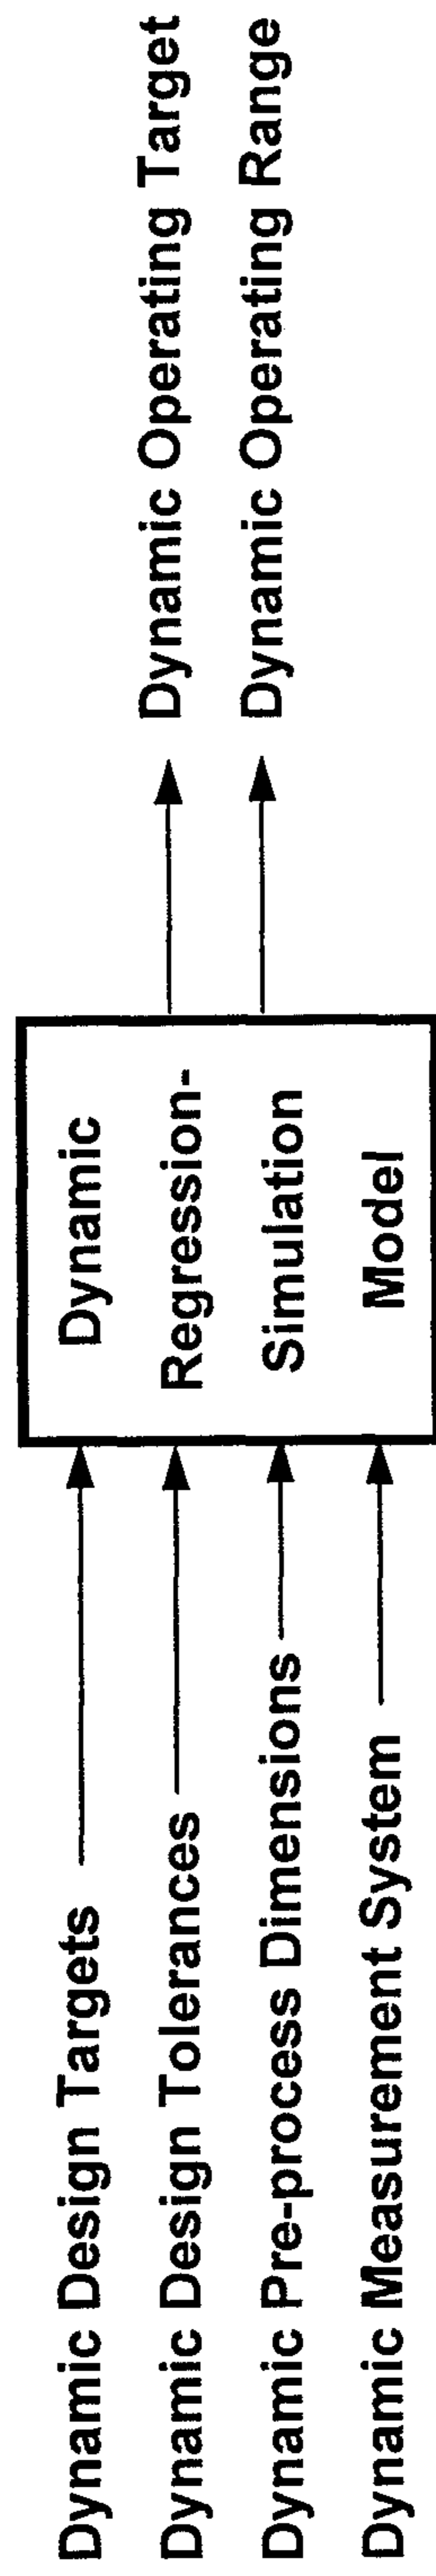 Dynamic Design Targets
Dynamic Design Tolerances
Dynamic Pre-process Dimensions
Dynamic Measurement System
Dynamic
Regression-
Simulation
Model
Dynamic Operating Target
Dynamic Operating Range